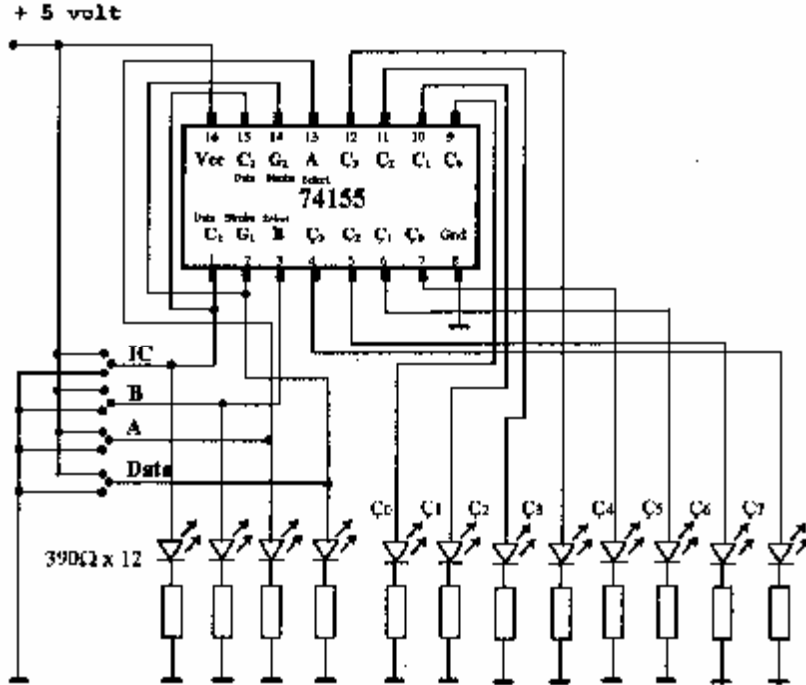 + 5 volt
16 15 14 13 12 11 10 9
Vcc C₂ G₂ A Ç₃ Ç₂ Ç₁ Ç₀
Data Strobe Select
74155
Data Strobe Select
C₁ G₁ B Ç₃ Ç₂ Ç₁ Ç₀ Gnd
1 2 3 4 5 6 7 8
1C
B
A
Data
Ç0 Ç1 Ç2 Ç3 Ç4 Ç5 Ç6 Ç7
390Ω x 12